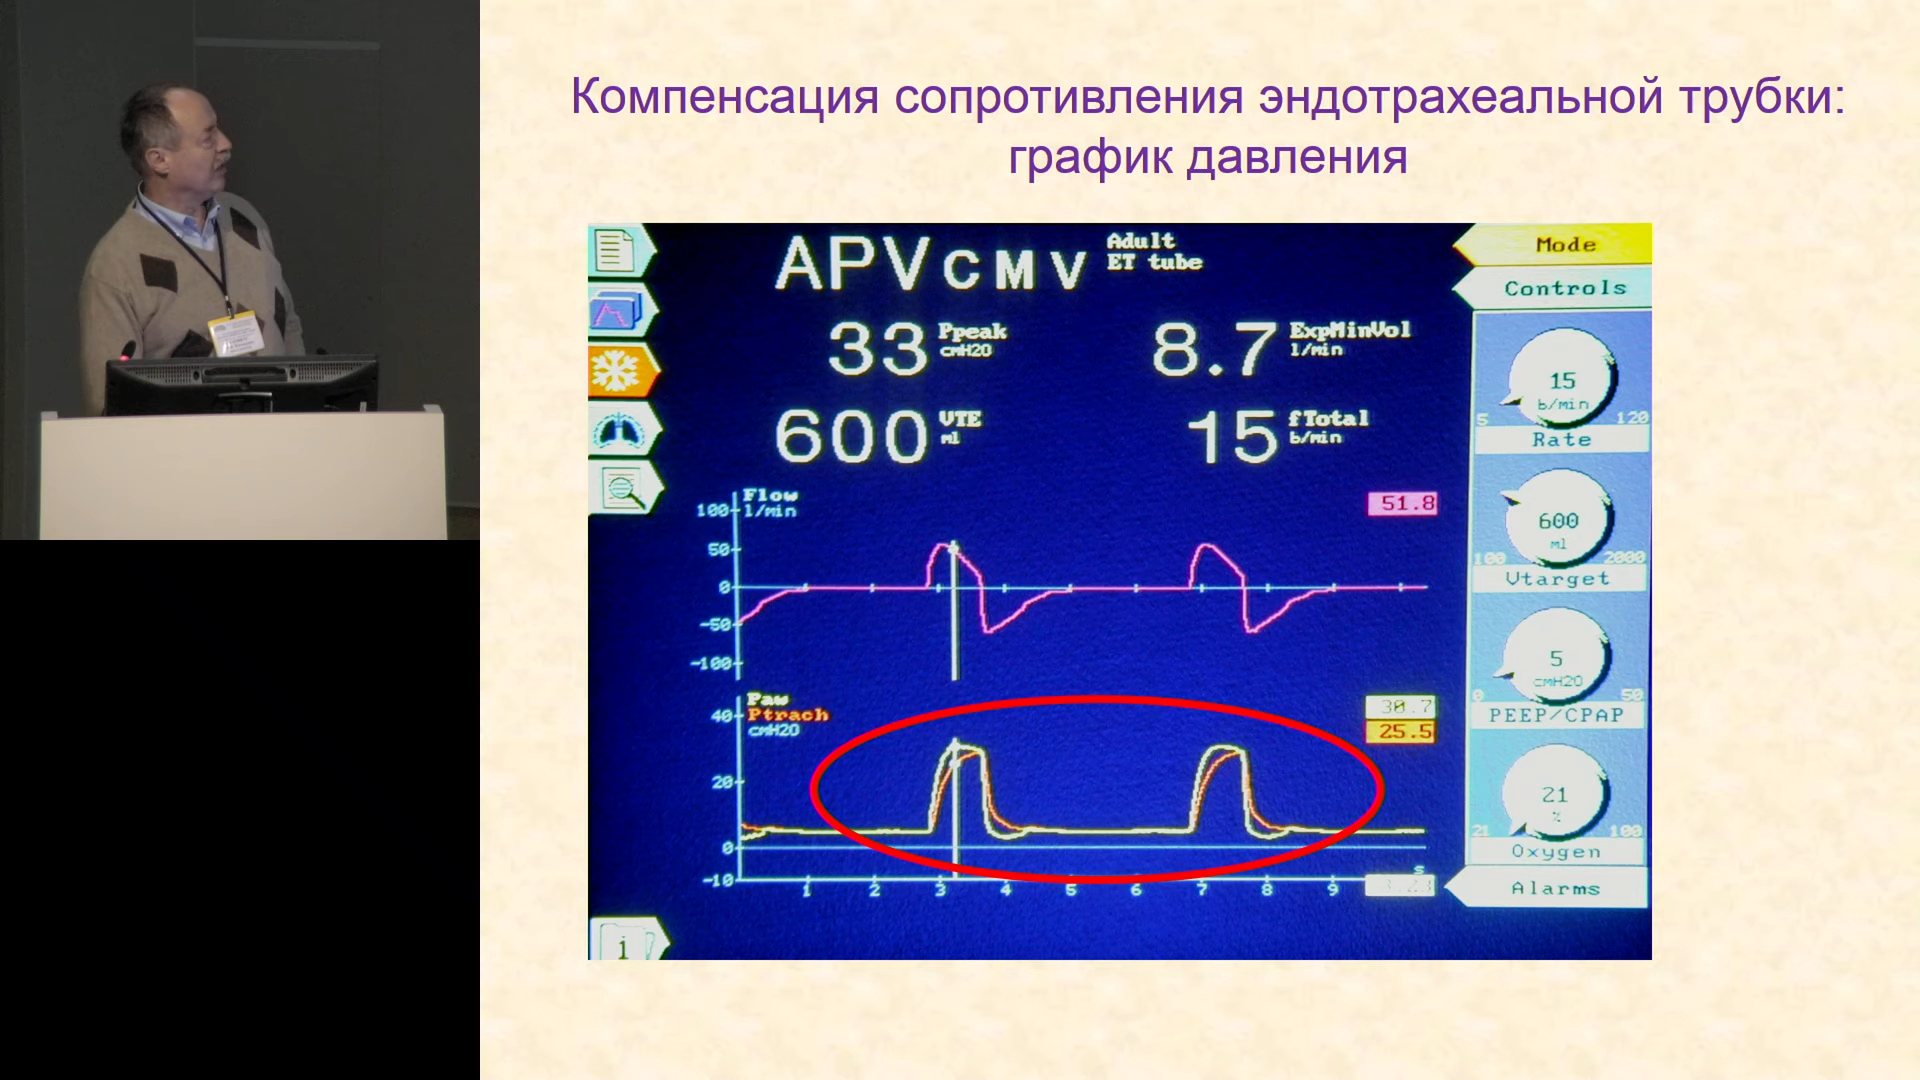 Компенсация сопротивления эндотрахеальной трубки:
график давления
APVCMV
Adult
ET tube
Mode
Controls
33 Ppeak
cmH2O
8.7 ExpMinVol
l/min
600 VTE
ml
15 fTotal
b/min
15
b/min
5 120
Rate
600
ml
100 2000
Vtarget
5
cmH2O
0 50
PEEP/CPAP
21
%
21 100
Oxygen
Alarms
Flow
l/min
51.8
100
50
0
-50
-100
Paw
Ptrach
cmH2O
30.7
25.5
40
20
0
-10
1 2 3 4 5 6 7 8 9
s
i